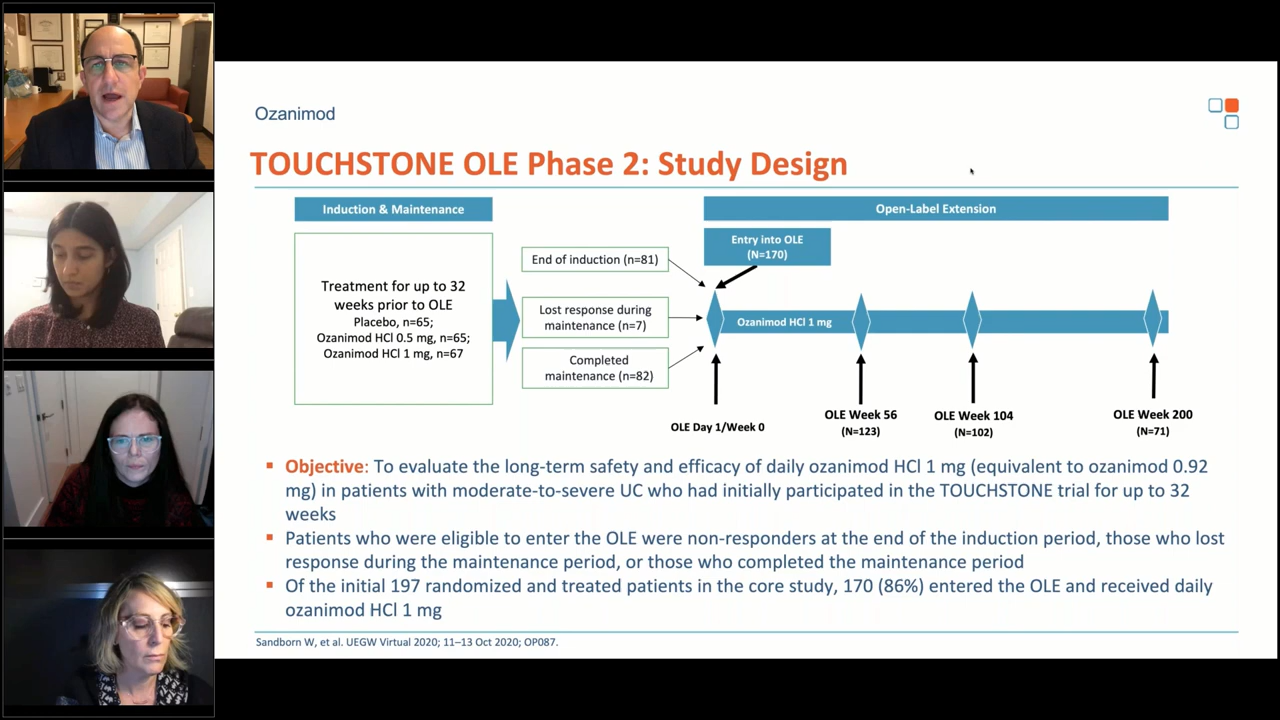 Ozanimod
TOUCHSTONE OLE Phase 2: Study Design
Induction & Maintenance
Treatment for up to 32
weeks prior to OLE
Placebo, n=65;
Ozanimod HCl 0.5 mg, n=65;
Ozanimod HCl 1 mg, n=67
End of induction (n=81)
Lost response during
maintenance (n=7)
Completed
maintenance (n=82)
Open-Label Extension
Entry into OLE
(N=170)
Ozanimod HCl 1 mg
OLE Day 1/Week 0
OLE Week 56
(N=123)
OLE Week 104
(N=102)
OLE Week 200
(N=71)
▪ Objective: To evaluate the long-term safety and efficacy of daily ozanimod HCl 1 mg (equivalent to ozanimod 0.92
mg) in patients with moderate-to-severe UC who had initially participated in the TOUCHSTONE trial for up to 32
weeks
▪ Patients who were eligible to enter the OLE were non-responders at the end of the induction period, those who lost
response during the maintenance period, or those who completed the maintenance period
▪ Of the initial 197 randomized and treated patients in the core study, 170 (86%) entered the OLE and received daily
ozanimod HCl 1 mg
Sandborn W, et al. UEGW Virtual 2020; 11–13 Oct 2020; OP087.